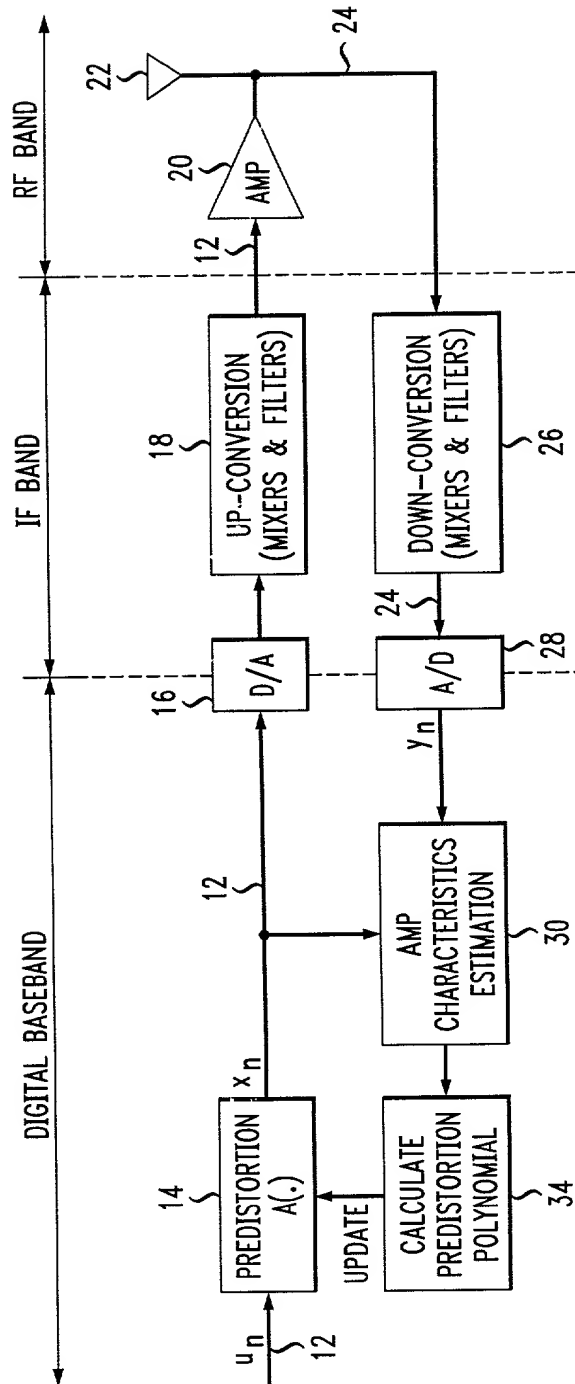 DIGITAL BASEBAND
IF BAND
RF BAND
u_n
12
14
PREDISTORTION
A(.)
x_n
12
16
D/A
18
UP-CONVERSION
(MIXERS & FILTERS)
12
20
AMP
22
24
UPDATE
CALCULATE
PREDISTORTION
POLYNOMIAL
34
AMP
CHARACTERISTICS
ESTIMATION
30
y_n
A/D
28
24
DOWN-CONVERSION
(MIXERS & FILTERS)
26